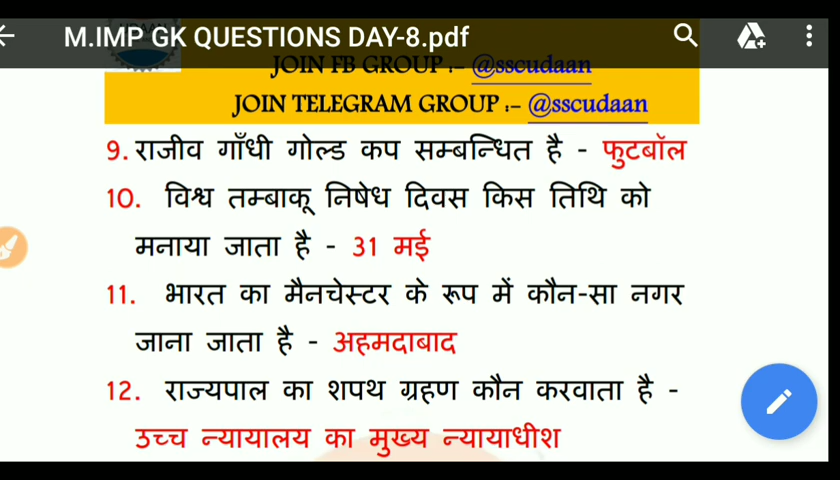 M.IMP GK QUESTIONS DAY-8.pdf
JOIN FB GROUP :- @sscudaan
JOIN TELEGRAM GROUP :- @sscudaan
9. राजीव गाँधी गोल्ड कप सम्बन्धित है - फुटबॉल
10. विश्व तम्बाकू निषेध दिवस किस तिथि को
मनाया जाता है - 31 मई
11. भारत का मैनचेस्टर के रूप में कौन-सा नगर
जाना जाता है - अहमदाबाद
12. राज्यपाल का शपथ ग्रहण कौन करवाता है -
उच्च न्यायालय का मुख्य न्यायाधीश